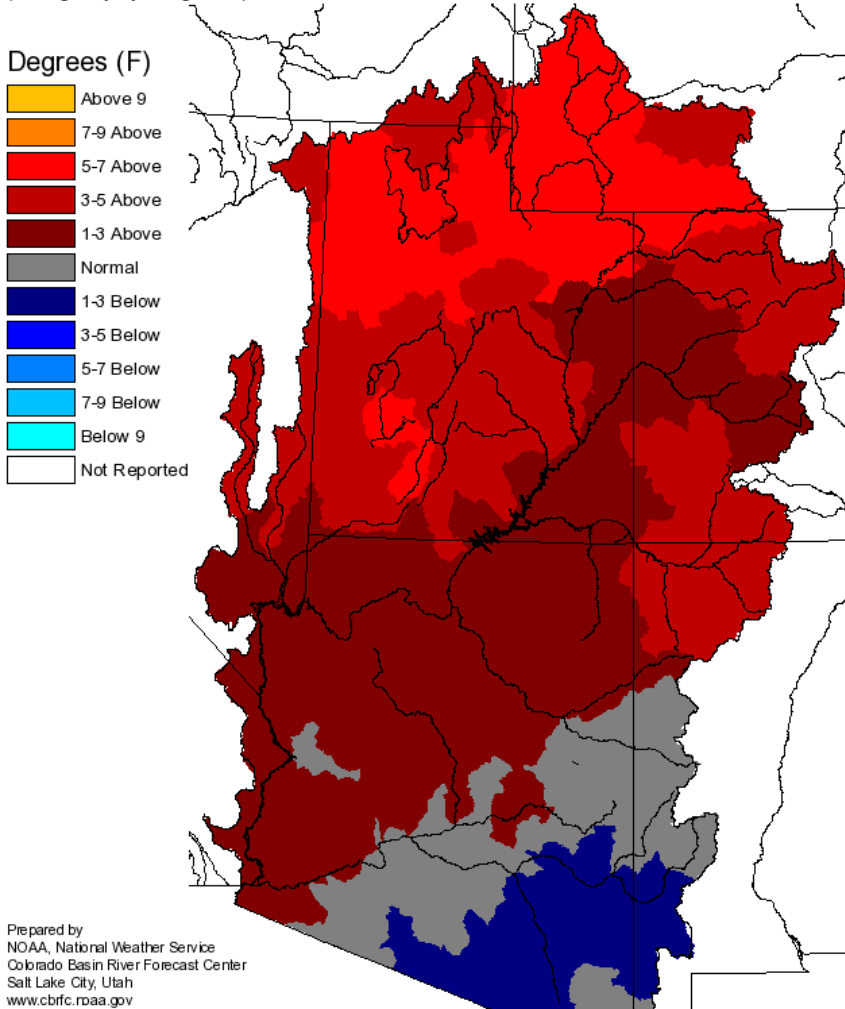 Degrees (F)
Above 9
7-9 Above
5-7 Above
3-5 Above
1-3 Above
Normal
1-3 Below
3-5 Below
5-7 Below
7-9 Below
Below 9
Not Reported
Prepared by
NOAA, National Weather Service
Colorado Basin River Forecast Center
Salt Lake City, Utah
www.cbrfc.noaa.gov